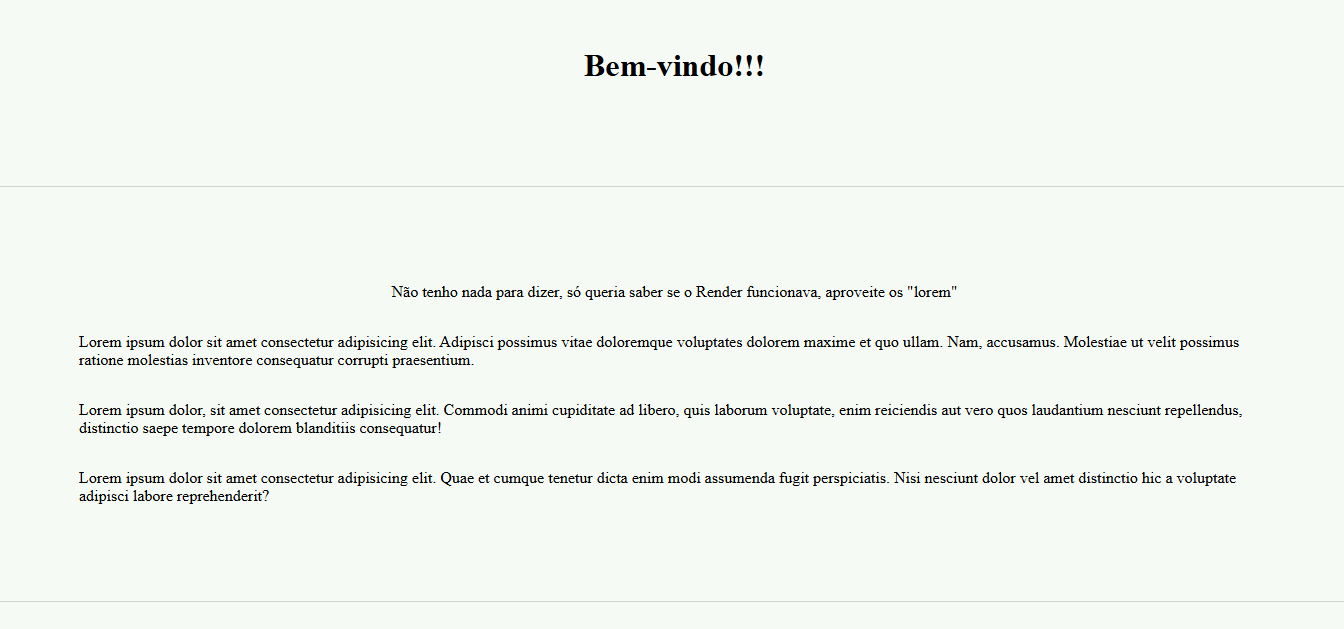 Bem-vindo!!!
Não tenho nada para dizer, só queria saber se o Render funcionava, aproveite os "lorem"
Lorem ipsum dolor sit amet consectetur adipisicing elit. Adipisci possimus vitae doloremque voluptates dolorem maxime et quo ullam. Nam, accusamus. Molestiae ut velit possimus
ratione molestias inventore consequatur corrupti praesentium.
Lorem ipsum dolor, sit amet consectetur adipisicing elit. Commodi animi cupiditate ad libero, quis laborum voluptate, enim reiciendis aut vero quos laudantium nesciunt repellendus,
distinctio saepe tempore dolorem blanditiis consequatur!
Lorem ipsum dolor sit amet consectetur adipisicing elit. Quae et cumque tenetur dicta enim modi assumenda fugit perspiciatis. Nisi nesciunt dolor vel amet distinctio hic a voluptate
adipisci labore reprehenderit?